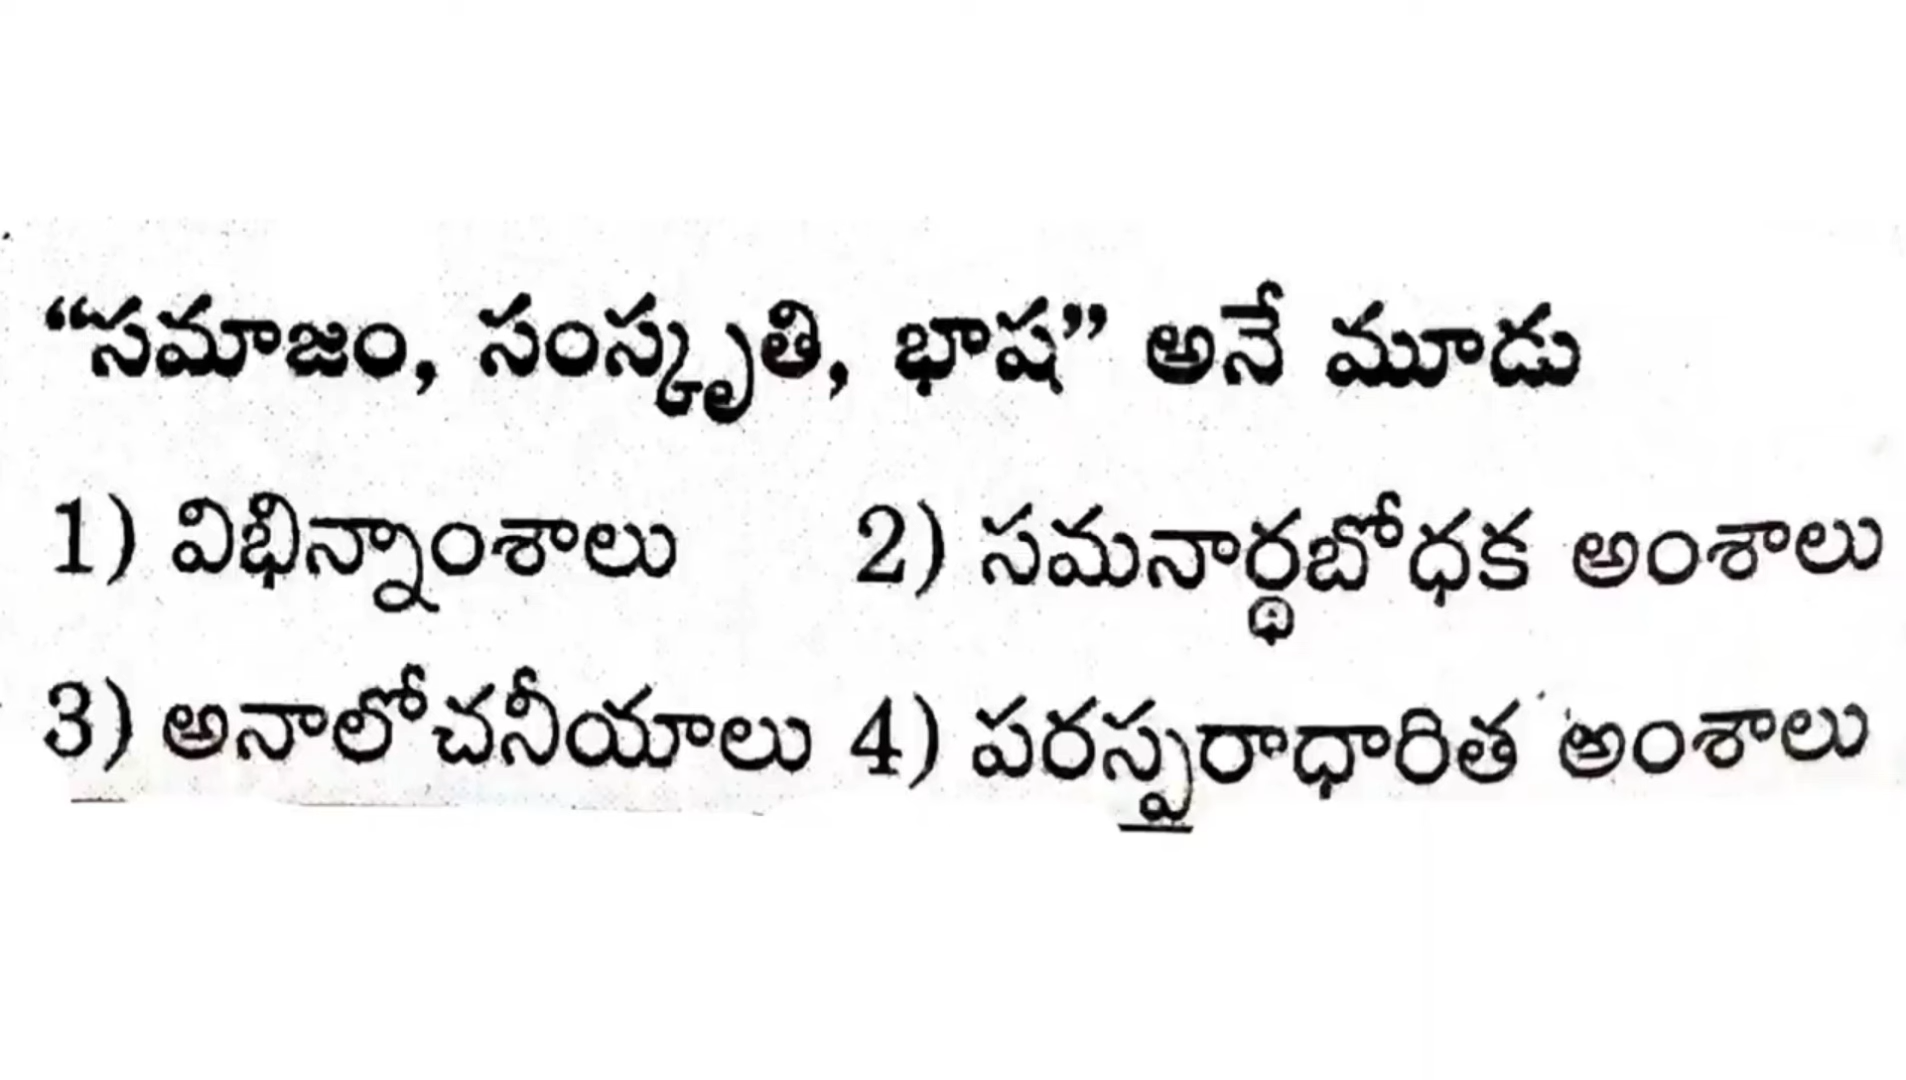 “సమాజం, సంస్కృతి, భాష” అనే మూడు
1) విభిన్నాంశాలు 2) సమనార్థబోధక అంశాలు
3) అనాలోచనీయాలు 4) పరస్పరాధారిత అంశాలు